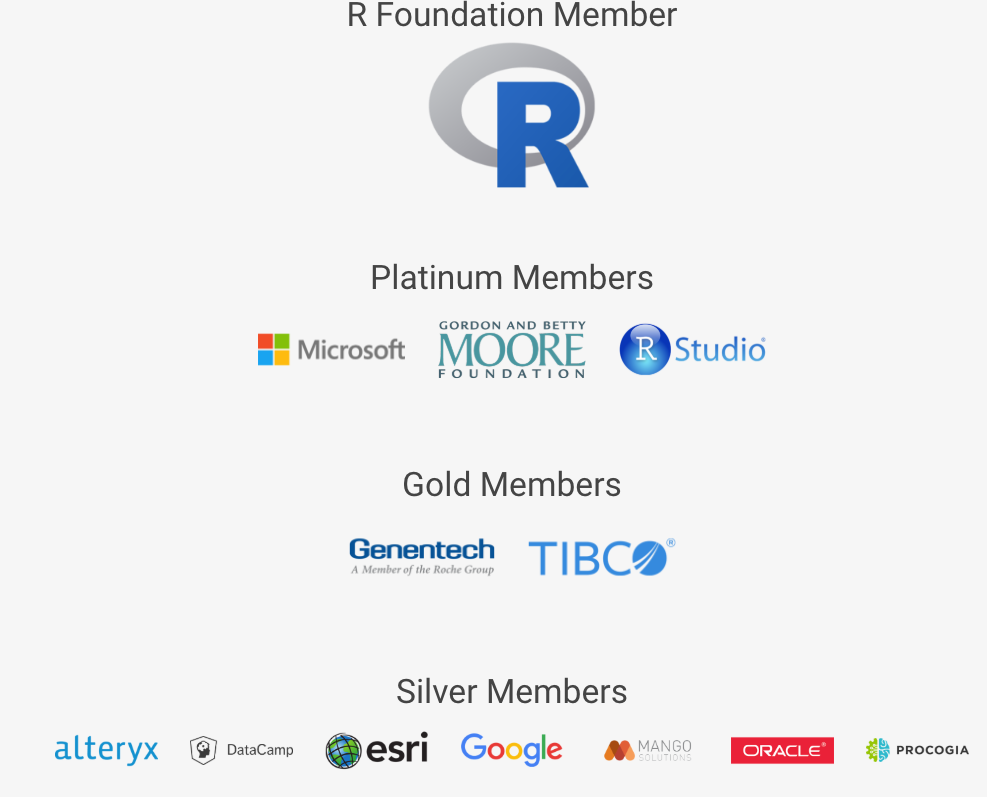 R Foundation Member
R
Platinum Members
Microsoft
GORDON AND BETTY
MOORE
FOUNDATION
R Studio®
Gold Members
Genentech
A Member of the Roche Group
TIBCO®
Silver Members
alteryx
DataCamp
esri
Google
MANGO
SOLUTIONS
ORACLE®
PROCOGIA